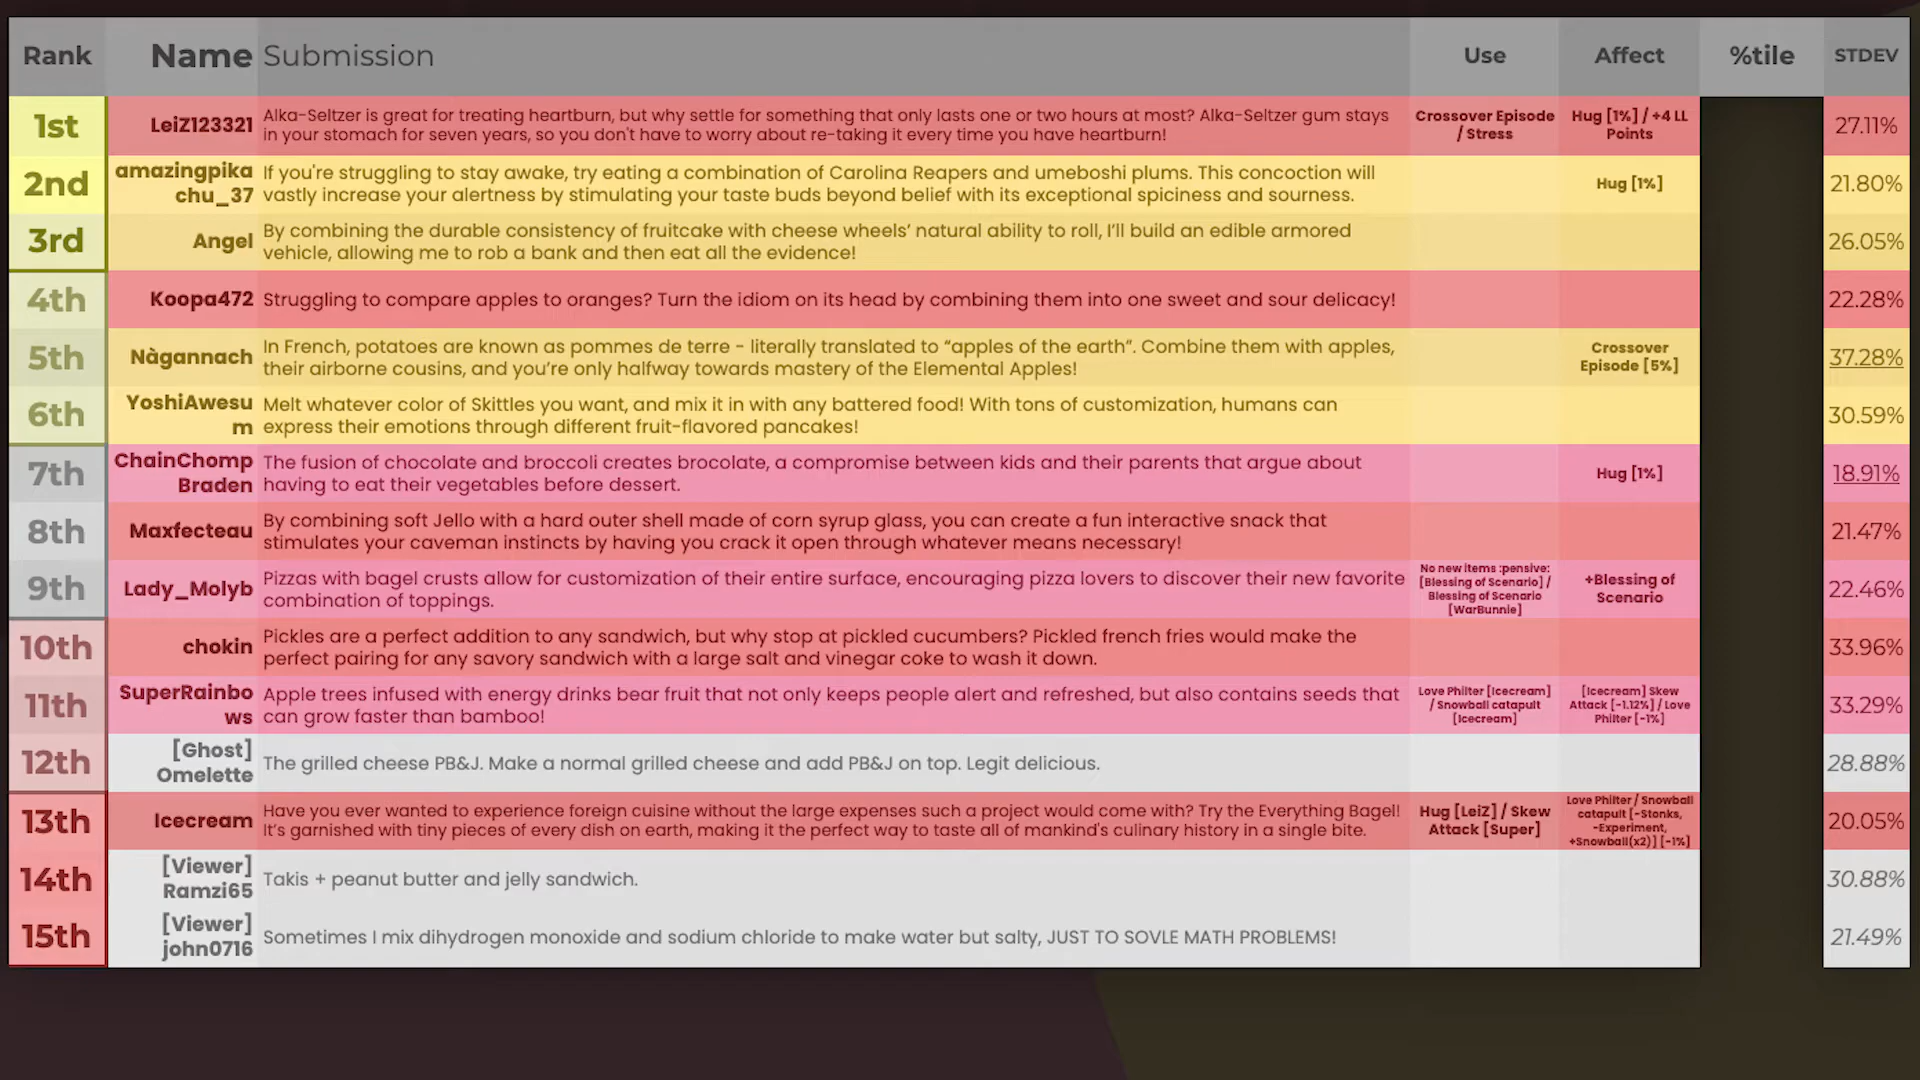 Rank Name Submission Use Affect %tile STDEV
1st LeiZ123321 Alka-Seltzer is great for treating heartburn, but why settle for something that only lasts one or two hours at most? Alka-Seltzer gum stays
in your stomach for seven years, so you don't have to worry about re-taking it every time you have heartburn!
Crossover Episode
/ Stress
Hug [1%] / +4 LL
Points
27.11%
2nd amazingpika
chu_37
If you're struggling to stay awake, try eating a combination of Carolina Reapers and umeboshi plums. This concoction will
vastly increase your alertness by stimulating your taste buds beyond belief with its exceptional spiciness and sourness.
Hug [1%]
21.80%
3rd Angel By combining the durable consistency of fruitcake with cheese wheels’ natural ability to roll, I’ll build an edible armored
vehicle, allowing me to rob a bank and then eat all the evidence!
26.05%
4th Koopa472 Struggling to compare apples to oranges? Turn the idiom on its head by combining them into one sweet and sour delicacy!
22.28%
5th Nàgannach In French, potatoes are known as pommes de terre - literally translated to “apples of the earth”. Combine them with apples,
their airborne cousins, and you’re only halfway towards mastery of the Elemental Apples!
Crossover
Episode [5%]
37.28%
6th YoshiAwesu
m
Melt whatever color of Skittles you want, and mix it in with any battered food! With tons of customization, humans can
express their emotions through different fruit-flavored pancakes!
30.59%
7th ChainChomp
Braden
The fusion of chocolate and broccoli creates brocolate, a compromise between kids and their parents that argue about
having to eat their vegetables before dessert.
Hug [1%]
18.91%
8th Maxfecteau By combining soft Jello with a hard outer shell made of corn syrup glass, you can create a fun interactive snack that
stimulates your caveman instincts by having you crack it open through whatever means necessary!
21.47%
9th Lady_Molyb Pizzas with bagel crusts allow for customization of their entire surface, encouraging pizza lovers to discover their new favorite
combination of toppings.
No new items :pensive:
[Blessing of Scenario] /
Blessing of Scenario
[WarBunnie]
+Blessing of
Scenario
22.46%
10th chokin Pickles are a perfect addition to any sandwich, but why stop at pickled cucumbers? Pickled french fries would make the
perfect pairing for any savory sandwich with a large salt and vinegar coke to wash it down.
33.96%
11th SuperRainbo
ws
Apple trees infused with energy drinks bear fruit that not only keeps people alert and refreshed, but also contains seeds that
can grow faster than bamboo!
Love Philter [Icecream]
/ Snowball catapult
[Icecream]
[Icecream] Skew
Attack [-1.12%] / Love
Philter [-1%]
33.29%
12th [Ghost]
Omelette
The grilled cheese PB&J. Make a normal grilled cheese and add PB&J on top. Legit delicious.
28.88%
13th Icecream Have you ever wanted to experience foreign cuisine without the large expenses such a project would come with? Try the Everything Bagel!
It’s garnished with tiny pieces of every dish on earth, making it the perfect way to taste all of mankind's culinary history in a single bite.
Hug [LeiZ] / Skew
Attack [Super]
Love Philter / Snowball
catapult [-Stonks,
-Experiment,
+Snowball(x2)] [-1%]
20.05%
14th [Viewer]
Ramzi65
Takis + peanut butter and jelly sandwich.
30.88%
15th [Viewer]
john0716
Sometimes I mix dihydrogen monoxide and sodium chloride to make water but salty, JUST TO SOVLE MATH PROBLEMS!
21.49%